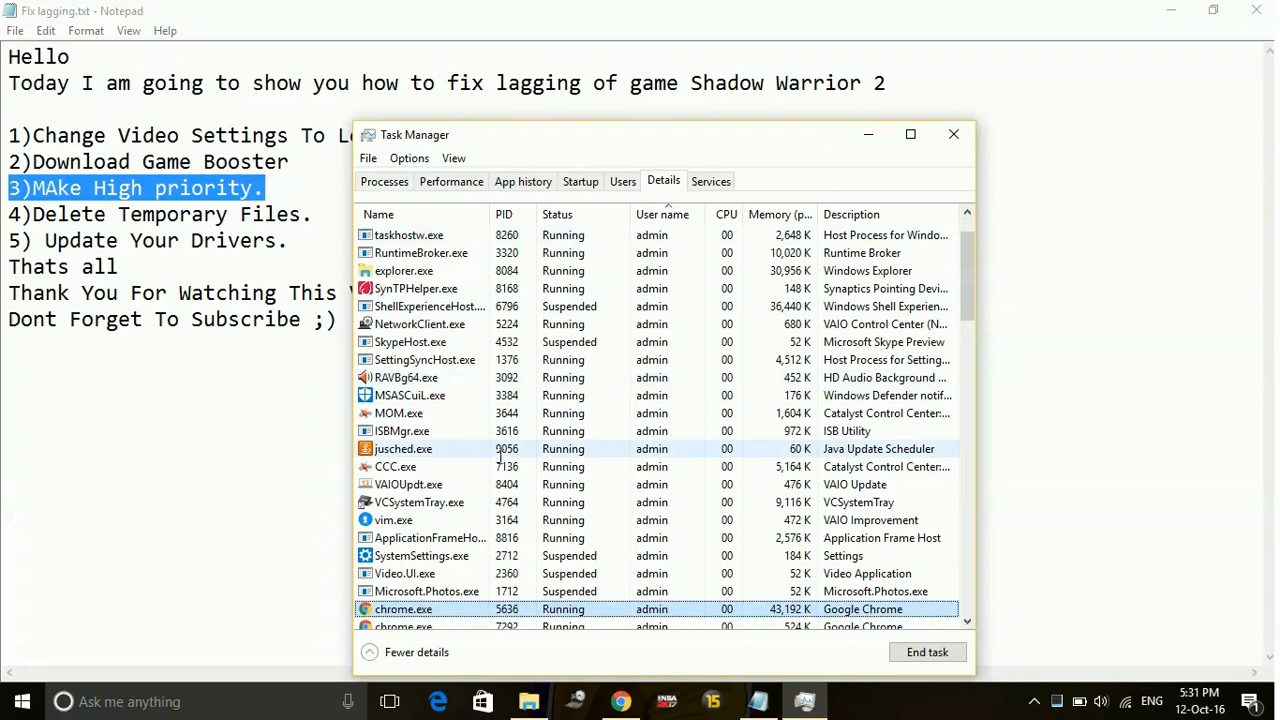 FIx lagging.txt - Notepad
File Edit Format View Help
Hello
Today I am going to show you how to fix lagging of game Shadow Warrior 2
1)Change Video Settings To L
2)Download Game Booster
3)MAke High priority.
4)Delete Temporary Files.
5) Update Your Drivers.
Thats all
Thank You For Watching This
Dont Forget To Subscribe ;)
Task Manager
File Options View
Processes Performance App history Startup Users Details Services
Name PID Status User name CPU Memory (p... Description
taskhostw.exe 8260 Running admin 00 2,648 K Host Process for Windo...
RuntimeBroker.exe 3320 Running admin 00 10,020 K Runtime Broker
explorer.exe 8084 Running admin 00 30,956 K Windows Explorer
SynTPHelper.exe 8168 Running admin 00 148 K Synaptics Pointing Devi...
ShellExperienceHost.... 6796 Suspended admin 00 36,440 K Windows Shell Experien...
NetworkClient.exe 5224 Running admin 00 680 K VAIO Control Center (N...
SkypeHost.exe 4532 Suspended admin 00 52 K Microsoft Skype Preview
SettingSyncHost.exe 1376 Running admin 00 4,512 K Host Process for Setting...
RAVBg64.exe 3092 Running admin 00 452 K HD Audio Background ...
MSASCuiL.exe 3384 Running admin 00 176 K Windows Defender notif...
MOM.exe 3644 Running admin 00 1,604 K Catalyst Control Center:...
ISBMgr.exe 3616 Running admin 00 972 K ISB Utility
jusched.exe 9056 Running admin 00 60 K Java Update Scheduler
CCC.exe 7136 Running admin 00 5,164 K Catalyst Control Center:...
VAIOUpdt.exe 8404 Running admin 00 476 K VAIO Update
VCSystemTray.exe 4764 Running admin 00 9,116 K VCSystemTray
vim.exe 3164 Running admin 00 472 K VAIO Improvement
ApplicationFrameHo... 8816 Running admin 00 2,576 K Application Frame Host
SystemSettings.exe 2712 Suspended admin 00 184 K Settings
Video.UI.exe 2360 Suspended admin 00 52 K Video Application
Microsoft.Photos.exe 1712 Suspended admin 00 52 K Microsoft.Photos.exe
chrome.exe 5636 Running admin 00 43,192 K Google Chrome
chrome.exe 7292 Running admin 00 524 K Google Chrome
Fewer details End task
Ask me anything 15 ENG 5:31 PM
12-Oct-16